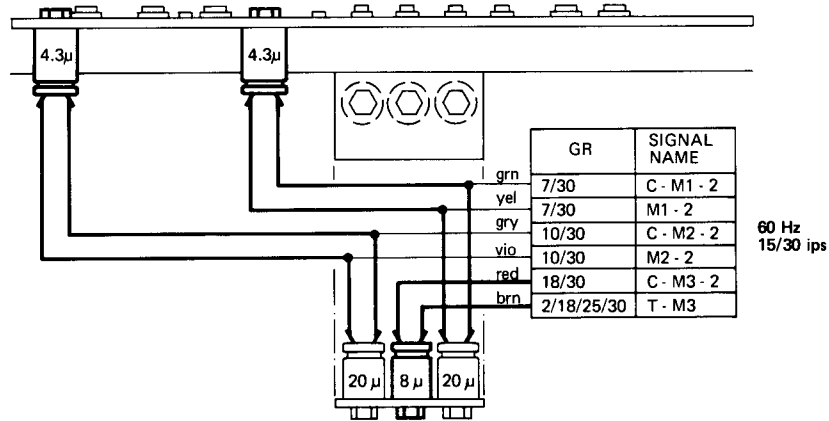 4.3μ
4.3μ
GR
SIGNAL
NAME
grn
7/30
C - M1 - 2
yel
7/30
M1 - 2
gry
10/30
C - M2 - 2
vio
10/30
M2 - 2
red
18/30
C - M3 - 2
brn
2/18/25/30
T - M3
60 Hz
15/30 ips
20 μ
8 μ
20 μ